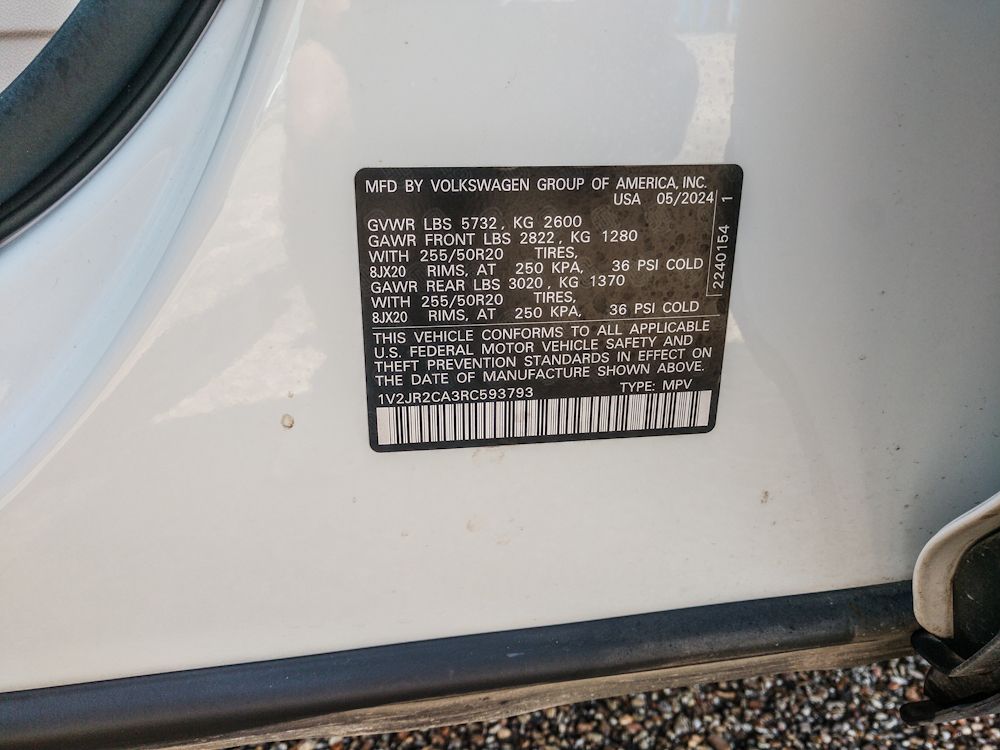 MFD BY VOLKSWAGEN GROUP OF AMERICA, INC.
USA 05/2024
GVWR LBS 5732, KG 2600
GAWR FRONT LBS 2822, KG 1280
WITH 255/50R20 TIRES,
8JX20 RIMS, AT 250 KPA, 36 PSI COLD
GAWR REAR LBS 3020, KG 1370
WITH 255/50R20 TIRES,
8JX20 RIMS, AT 250 KPA, 36 PSI COLD
2240154 1
THIS VEHICLE CONFORMS TO ALL APPLICABLE
U.S. FEDERAL MOTOR VEHICLE SAFETY AND
THEFT PREVENTION STANDARDS IN EFFECT ON
THE DATE OF MANUFACTURE SHOWN ABOVE.
1V2JR2CA3RC593793 TYPE: MPV